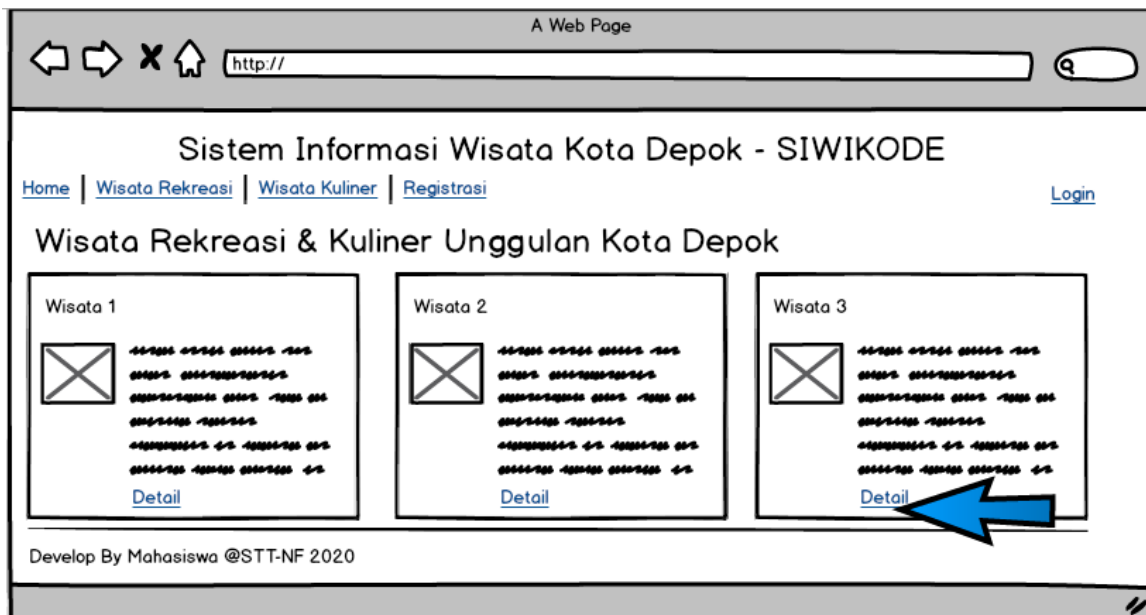 A Web Page
http://
Sistem Informasi Wisata Kota Depok - SIWIKODE
Home | Wisata Rekreasi | Wisata Kuliner | Registrasi
Login
Wisata Rekreasi & Kuliner Unggulan Kota Depok
Wisata 1
Detail
Wisata 2
Detail
Wisata 3
Detail
Develop By Mahasiswa @STT-NF 2020